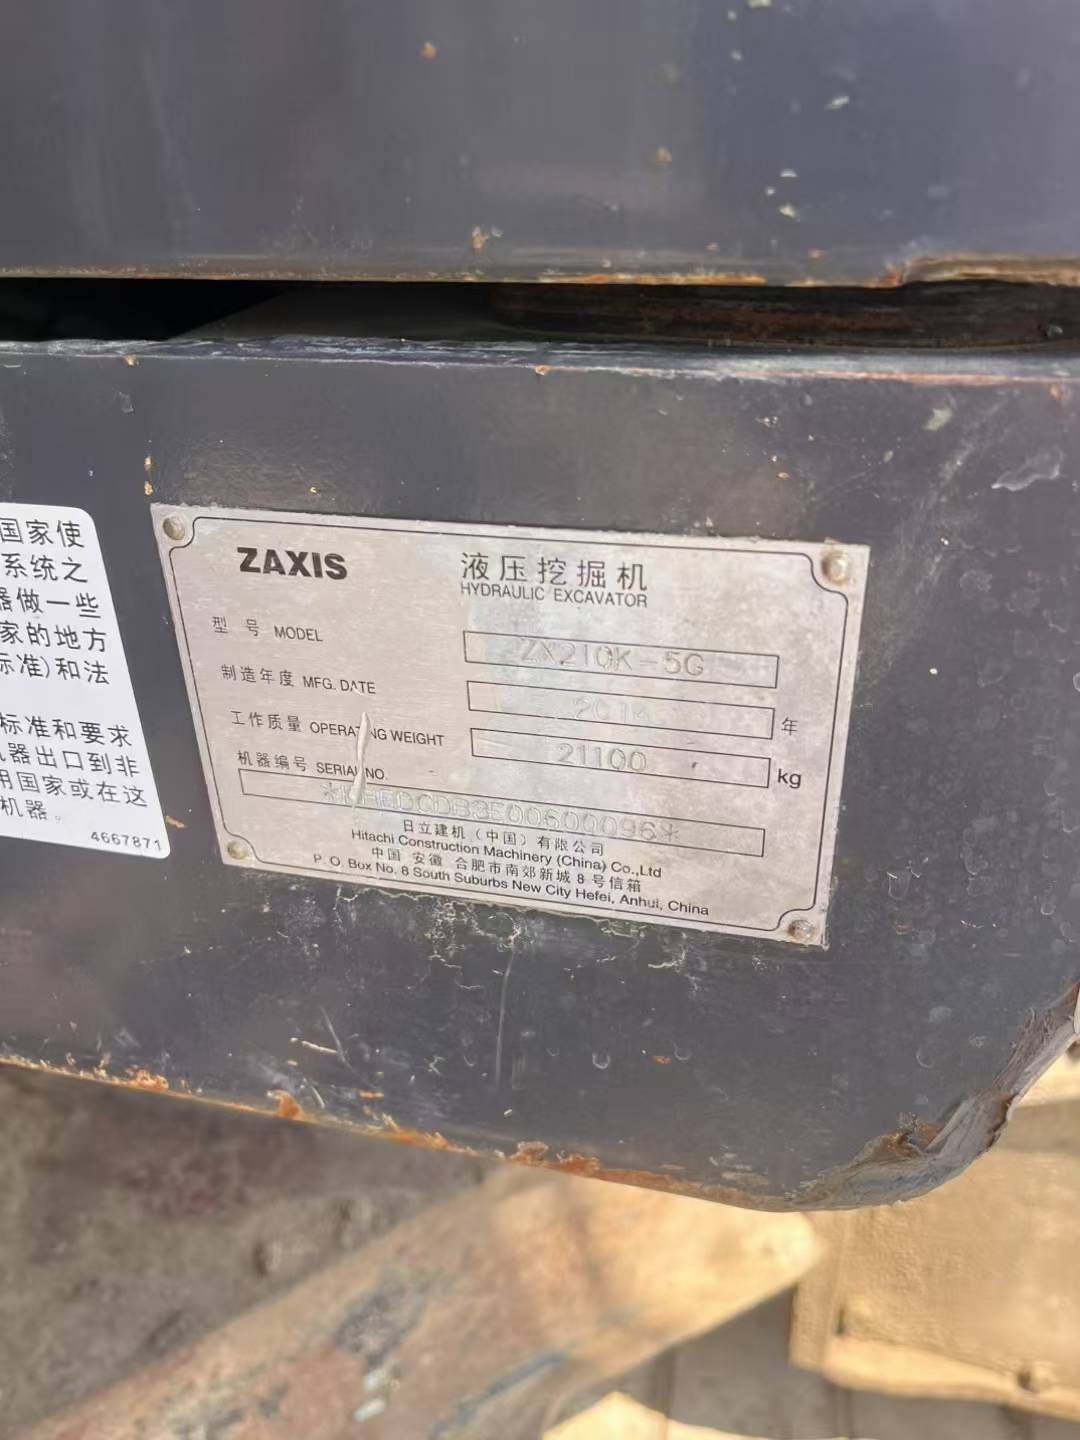 国家使
系统之
器做一些
家的地方
标准)和法
标准和要求
机器出口到非
用国家或在这
机器。
4667871
ZAXIS
液压挖掘机
HYDRAULIC EXCAVATOR
型号 MODEL ZX210K-5G
制造年度 MFG. DATE 2014 年
工作质量 OPERATING WEIGHT 21100 kg
机器编号 SERIAL NO.
日立建机(中国)有限公司
Hitachi Construction Machinery (China) Co.,Ltd
中国 安徽 合肥市南郊新城8号信箱
P. O. Box No. 8 South Suburbs New City Hefei, Anhui, China